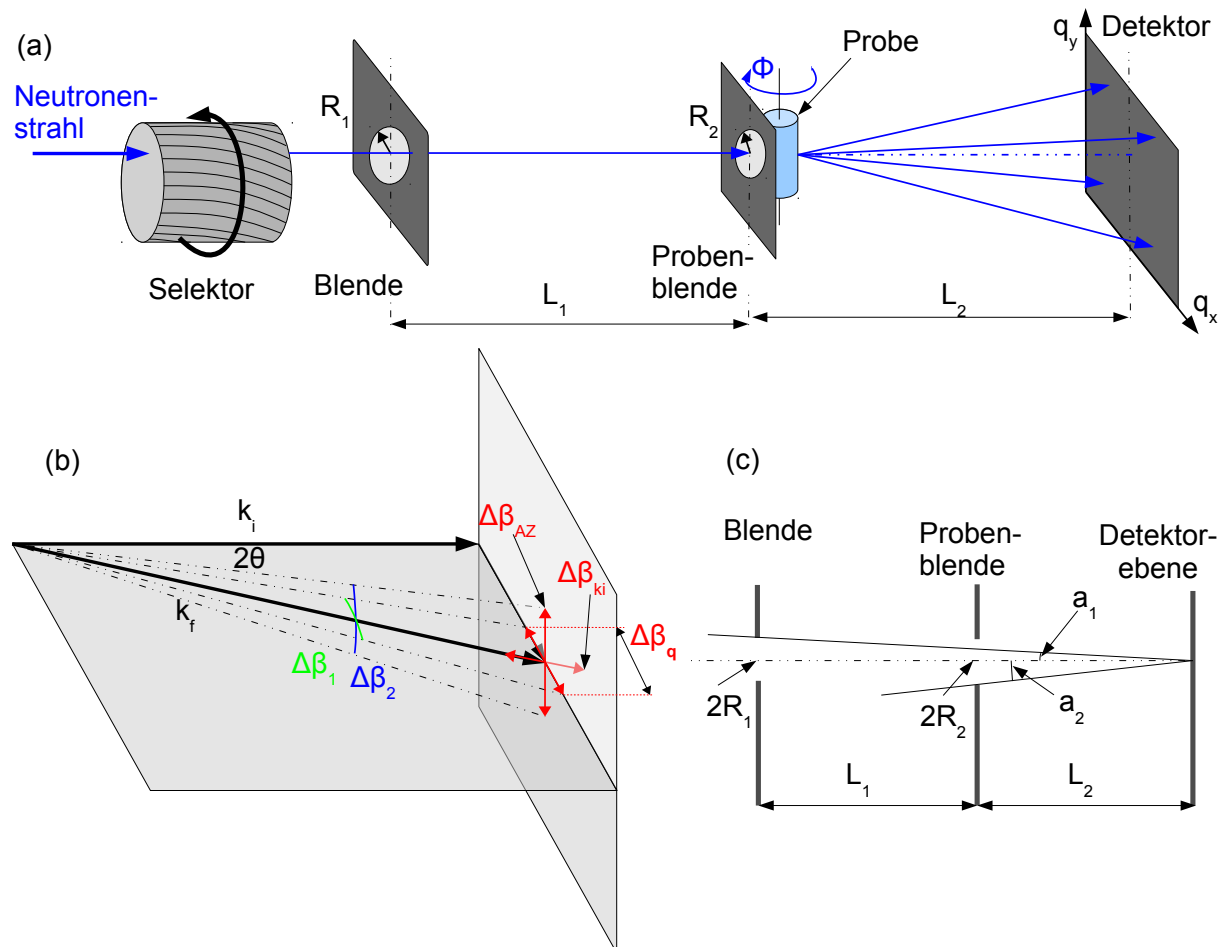 (a)
Neutronen-
strahl
Selektor
R1
Blende
R2
Φ
Probe
Proben-
blende
qy
Detektor
qx
L1
L2
(b)
ki
2θ
kf
Δβ1
Δβ2
ΔβAZ
Δβki
Δβq
(c)
Blende
Proben-
blende
Detektor-
ebene
a1
2R1
2R2
a2
L1
L2